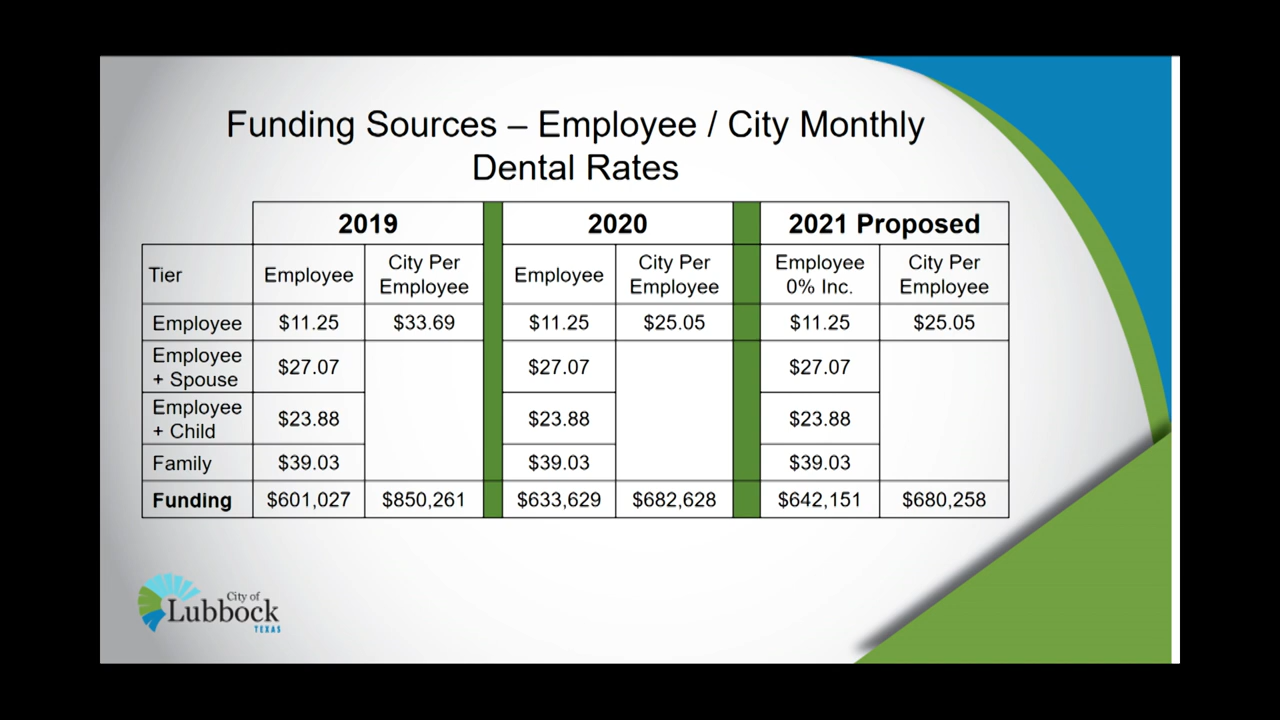 Funding Sources – Employee / City Monthly
Dental Rates
2019 2020 2021 Proposed
Tier Employee City Per Employee Employee City Per Employee Employee 0% Inc. City Per Employee
Employee $11.25 $33.69 $11.25 $25.05 $11.25 $25.05
Employee + Spouse $27.07 $27.07 $27.07
Employee + Child $23.88 $23.88 $23.88
Family $39.03 $39.03 $39.03
Funding $601,027 $850,261 $633,629 $682,628 $642,151 $680,258
City of
Lubbock
TEXAS